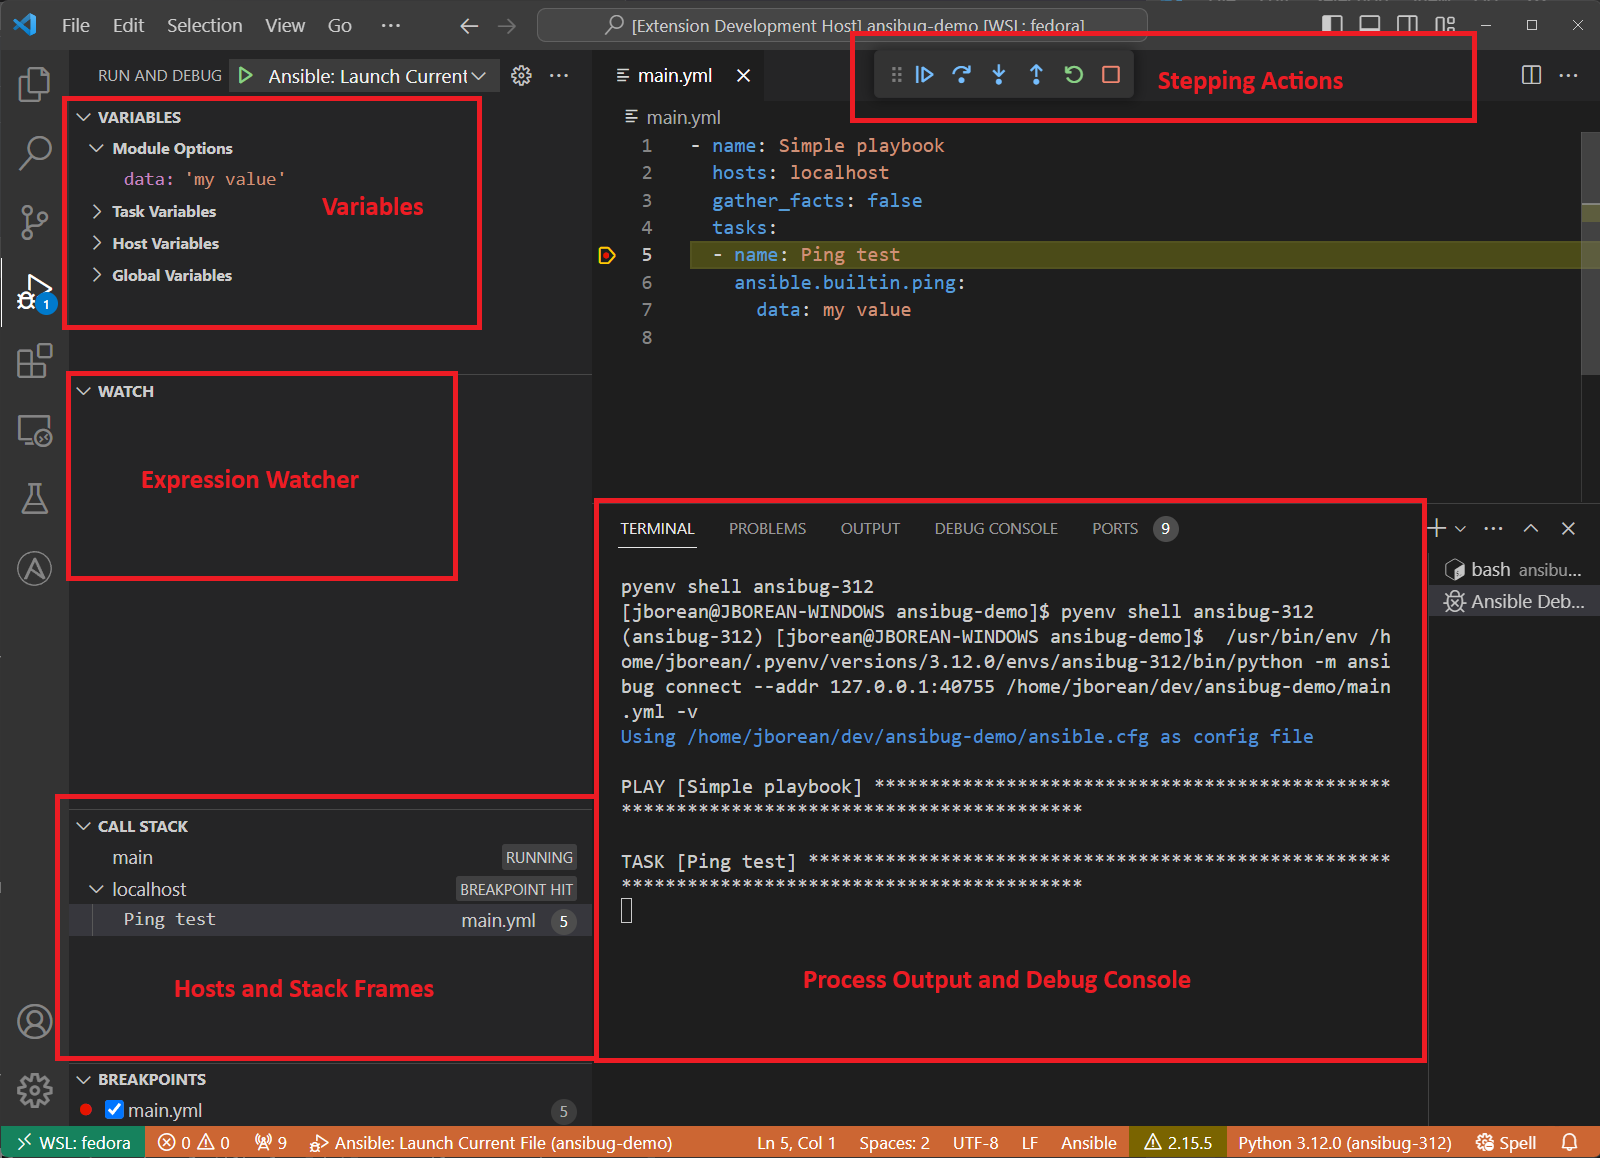 File Edit Selection View Go ···
[Extension Development Host] ansibug-demo [WSL: fedora]
RUN AND DEBUG
Ansible: Launch Current
VARIABLES
Module Options
data: 'my value'
Task Variables
Host Variables
Global Variables
Variables
1
WATCH
Expression Watcher
CALL STACK
main RUNNING
localhost BREAKPOINT HIT
Ping test main.yml 5
Hosts and Stack Frames
BREAKPOINTS
main.yml 5
main.yml
Stepping Actions
main.yml
1 - name: Simple playbook
2 hosts: localhost
3 gather_facts: false
4 tasks:
5 - name: Ping test
6 ansible.builtin.ping:
7 data: my value
8
TERMINAL PROBLEMS OUTPUT DEBUG CONSOLE PORTS 9
pyenv shell ansibug-312
[jborean@JBOREAN-WINDOWS ansibug-demo]$ pyenv shell ansibug-312
(ansibug-312) [jborean@JBOREAN-WINDOWS ansibug-demo]$  /usr/bin/env /h
ome/jborean/.pyenv/versions/3.12.0/envs/ansibug-312/bin/python -m ansi
bug connect --addr 127.0.0.1:40755 /home/jborean/dev/ansibug-demo/main
.yml -v
Using /home/jborean/dev/ansibug-demo/ansible.cfg as config file
PLAY [Simple playbook] ***********************************************
******************************************
TASK [Ping test] *****************************************************
******************************************
Process Output and Debug Console
bash ansibu...
Ansible Deb...
WSL: fedora 0 0 9 Ansible: Launch Current File (ansibug-demo) Ln 5, Col 1 Spaces: 2 UTF-8 LF Ansible 2.15.5 Python 3.12.0 (ansibug-312) Spell